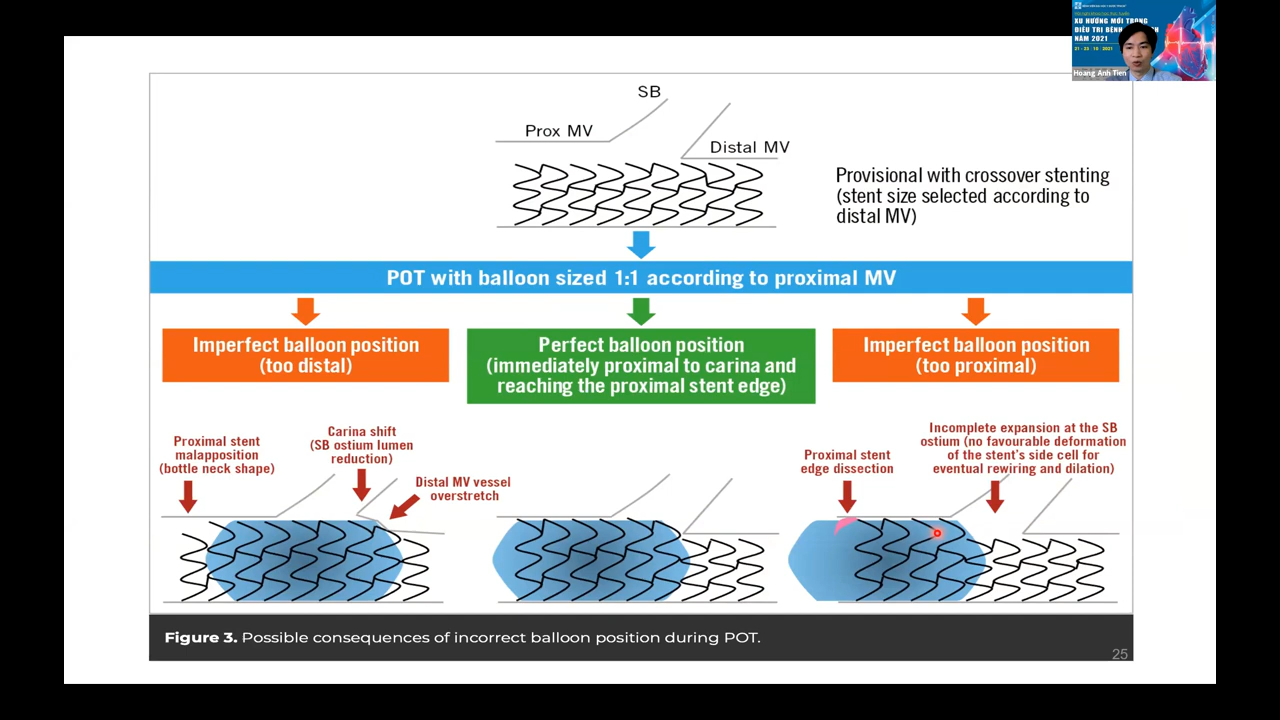 XU HƯỚNG MỚI TRONG
ĐIỀU TRỊ BỆNH
NĂM 2021
Hoang Anh Tien
SB
Prox MV
Distal MV
Provisional with crossover stenting
(stent size selected according to
distal MV)
POT with balloon sized 1:1 according to proximal MV
Imperfect balloon position
(too distal)
Perfect balloon position
(immediately proximal to carina and
reaching the proximal stent edge)
Imperfect balloon position
(too proximal)
Proximal stent
malapposition
(bottle neck shape)
Carina shift
(SB ostium lumen
reduction)
Distal MV vessel
overstretch
Proximal stent
edge dissection
Incomplete expansion at the SB
ostium (no favourable deformation
of the stent's side cell for
eventual rewiring and dilation)
Figure 3. Possible consequences of incorrect balloon position during POT.
25